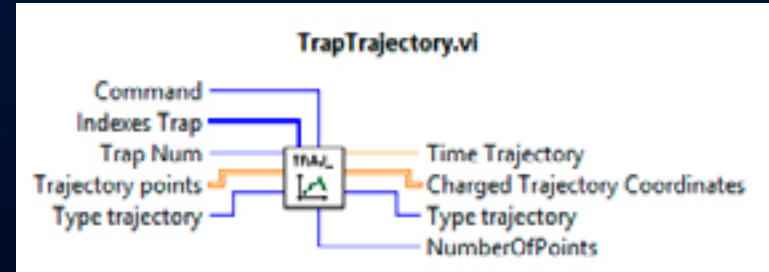 TrapTrajectory.vi
Command
Indexes Trap
Trap Num
Trajectory points
Type trajectory
TRAJ_
Time Trajectory
Charged Trajectory Coordinates
Type trajectory
NumberOfPoints